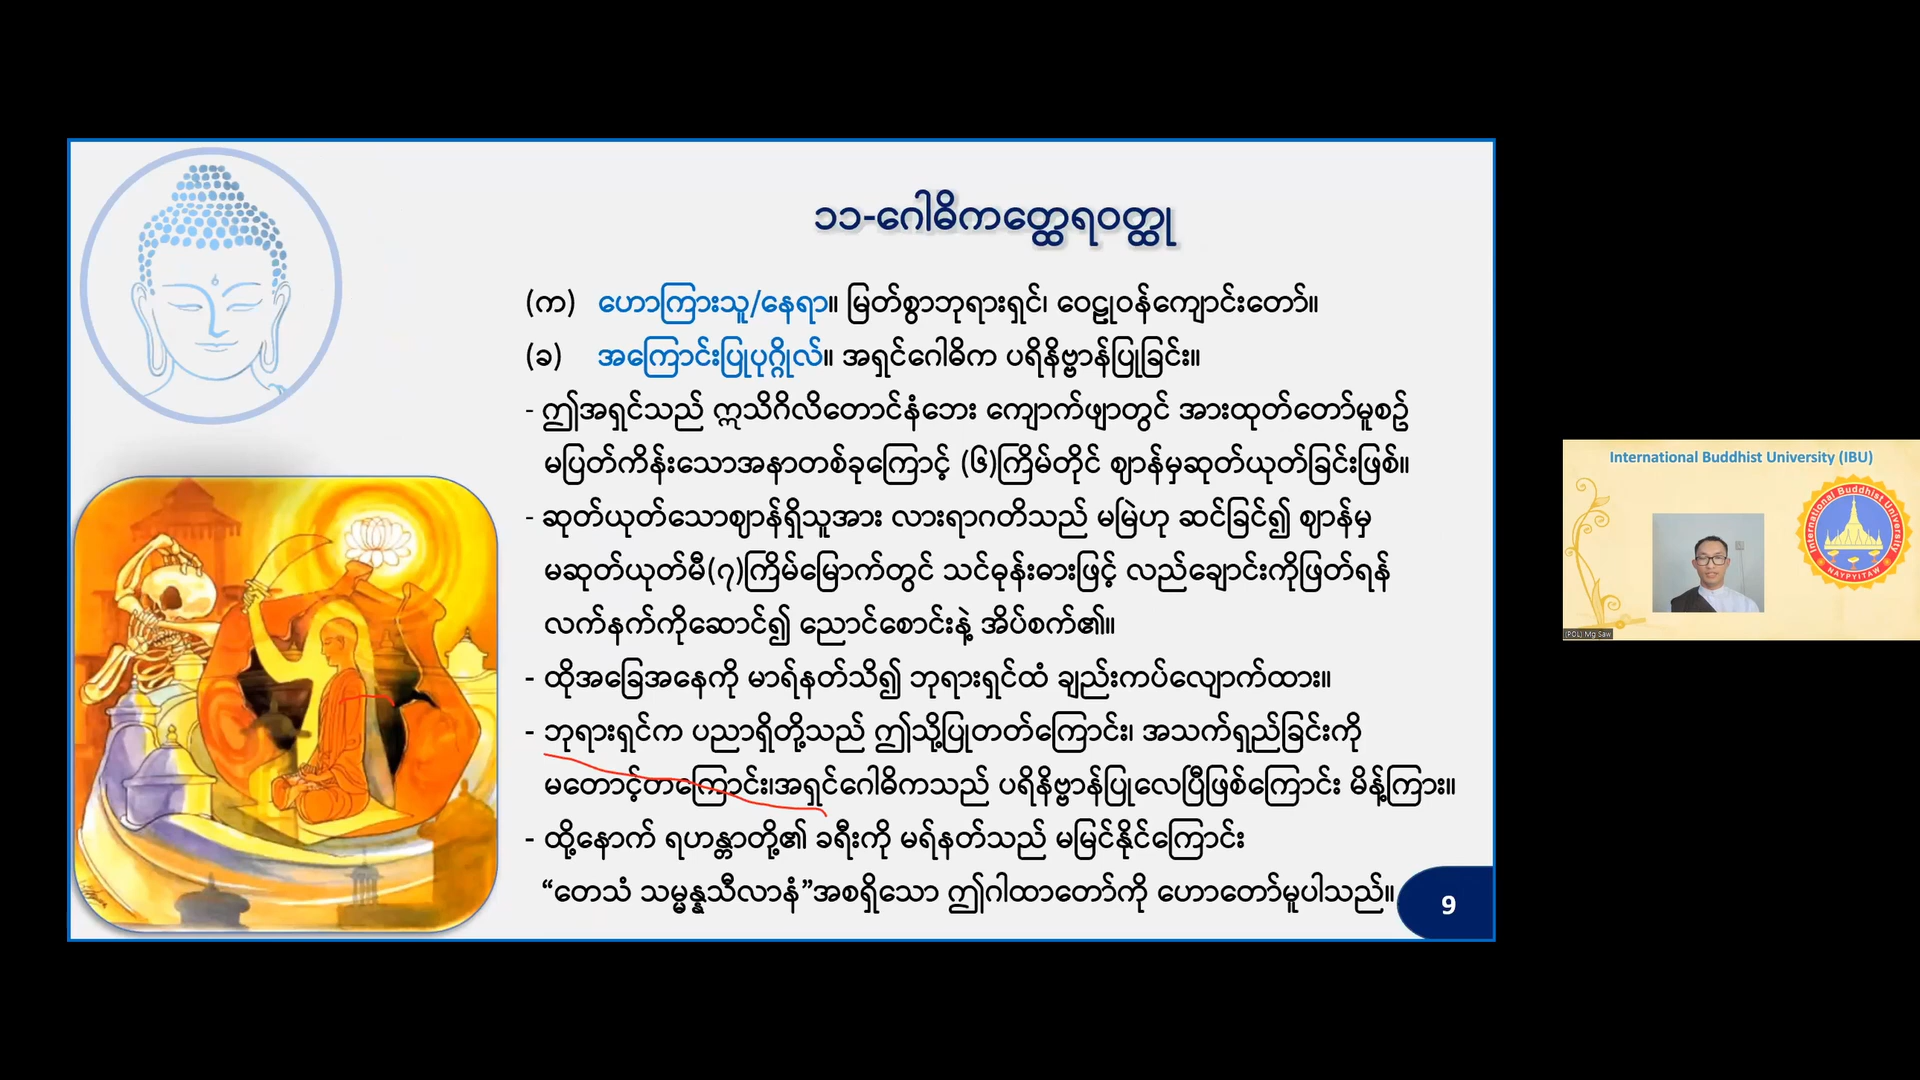 ၁၁-ဂေါဓိကတ္ထေရဝတ္ထု
(က) ဟောကြားသူ/နေရာ။ မြတ်စွာဘုရားရှင်၊ ဝေဠုဝန်ကျောင်းတော်။
(ခ) အကြောင်းပြုပုဂ္ဂိုလ်။ အရှင်ဂေါဓိက ပရိနိဗ္ဗာန်ပြုခြင်း။
- ဤအရှင်သည် ဣသိဂိလိတောင်နံဘေး ကျောက်ဖျာတွင် အားထုတ်တော်မူစဥ်
မပြတ်ကိန်းသောအနာတစ်ခုကြောင့် (၆)ကြိမ်တိုင် ဈာန်မှဆုတ်ယုတ်ခြင်းဖြစ်။
- ဆုတ်ယုတ်သောဈာန်ရှိသူအား လားရာဂတိသည် မမြဲဟု ဆင်ခြင်၍ ဈာန်မှ
မဆုတ်ယုတ်မီ(၇)ကြိမ်မြောက်တွင် သင်ဓုန်းဓားဖြင့် လည်ချောင်းကိုဖြတ်ရန်
လက်နက်ကိုဆောင်၍ ညောင်စောင်းနဲ့ အိပ်စက်၏။
- ထိုအခြေအနေကို မာရ်နတ်သိ၍ ဘုရားရှင်ထံ ချည်းကပ်လျောက်ထား။
- ဘုရားရှင်က ပညာရှိတို့သည် ဤသို့ပြုတတ်ကြောင်း၊ အသက်ရှည်ခြင်းကို
မတောင့်တကြောင်း၊အရှင်ဂေါဓိကသည် ပရိနိဗ္ဗာန်ပြုလေပြီဖြစ်ကြောင်း မိန့်ကြား။
- ထို့နောက် ရဟန္တာတို့၏ ခရီးကို မရ်နတ်သည် မမြင်နိုင်ကြောင်း
“တေသံ သမ္ပန္နသီလာနံ”အစရှိသော ဤဂါထာတော်ကို ဟောတော်မူပါသည်။
9
International Buddhist University (IBU)
International Buddhist University
NAYPYITAW
(POL) Mg Saw